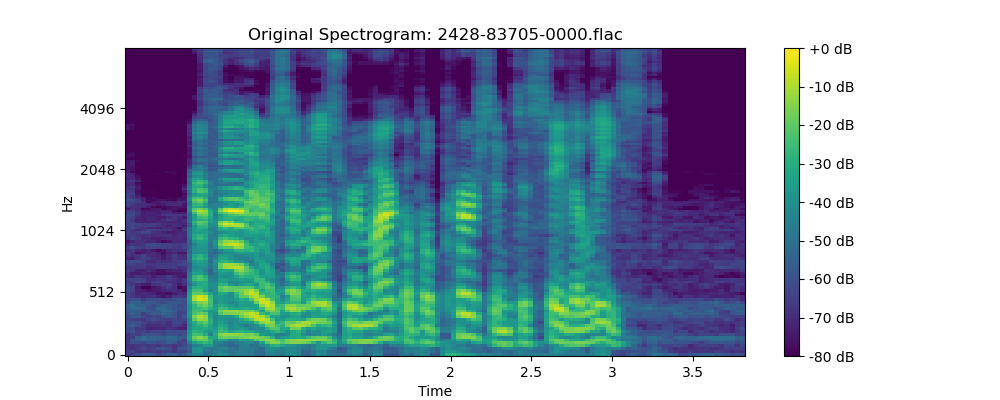 Original Spectrogram: 2428-83705-0000.flac
+0 dB
-10 dB
-20 dB
-30 dB
-40 dB
-50 dB
-60 dB
-70 dB
-80 dB
Hz
4096
2048
1024
512
0
0 0.5 1 1.5 2 2.5 3 3.5
Time